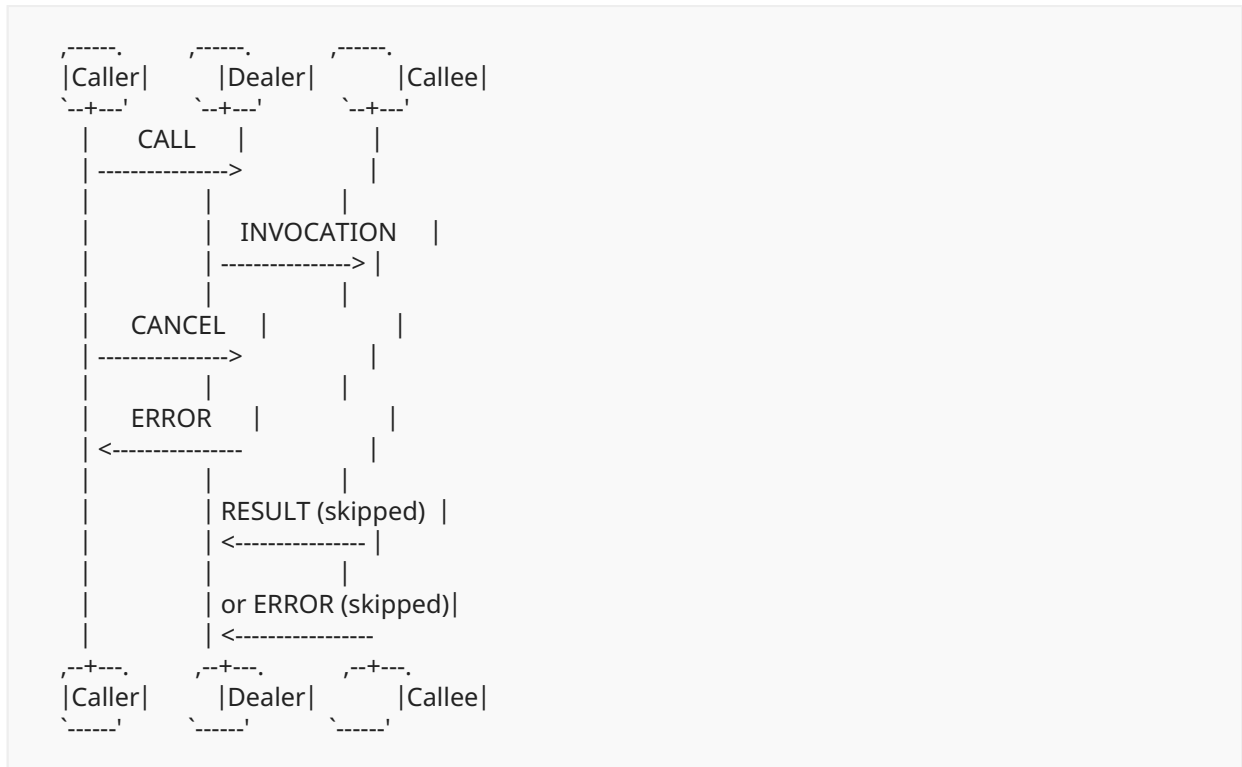 ,------.          ,------.            ,------.
|Caller|          |Dealer|            |Callee|
`--+---'          `--+---'            `--+---'
   |       CALL      |                   |
   | ---------------->                   |
   |                 |                   |
   |                 |    INVOCATION     |
   |                 | ----------------> |
   |                 |                   |
   |      CANCEL     |                   |
   | ---------------->                   |
   |                 |                   |
   |      ERROR      |                   |
   | <----------------                   |
   |                 |                   |
   |                 | RESULT (skipped)  |
   |                 | <---------------- |
   |                 |                   |
   |                 | or ERROR (skipped)|
   |                 | <-----------------
,--+---.          ,--+---.            ,--+---.
|Caller|          |Dealer|            |Callee|
`------'          `------'            `------'